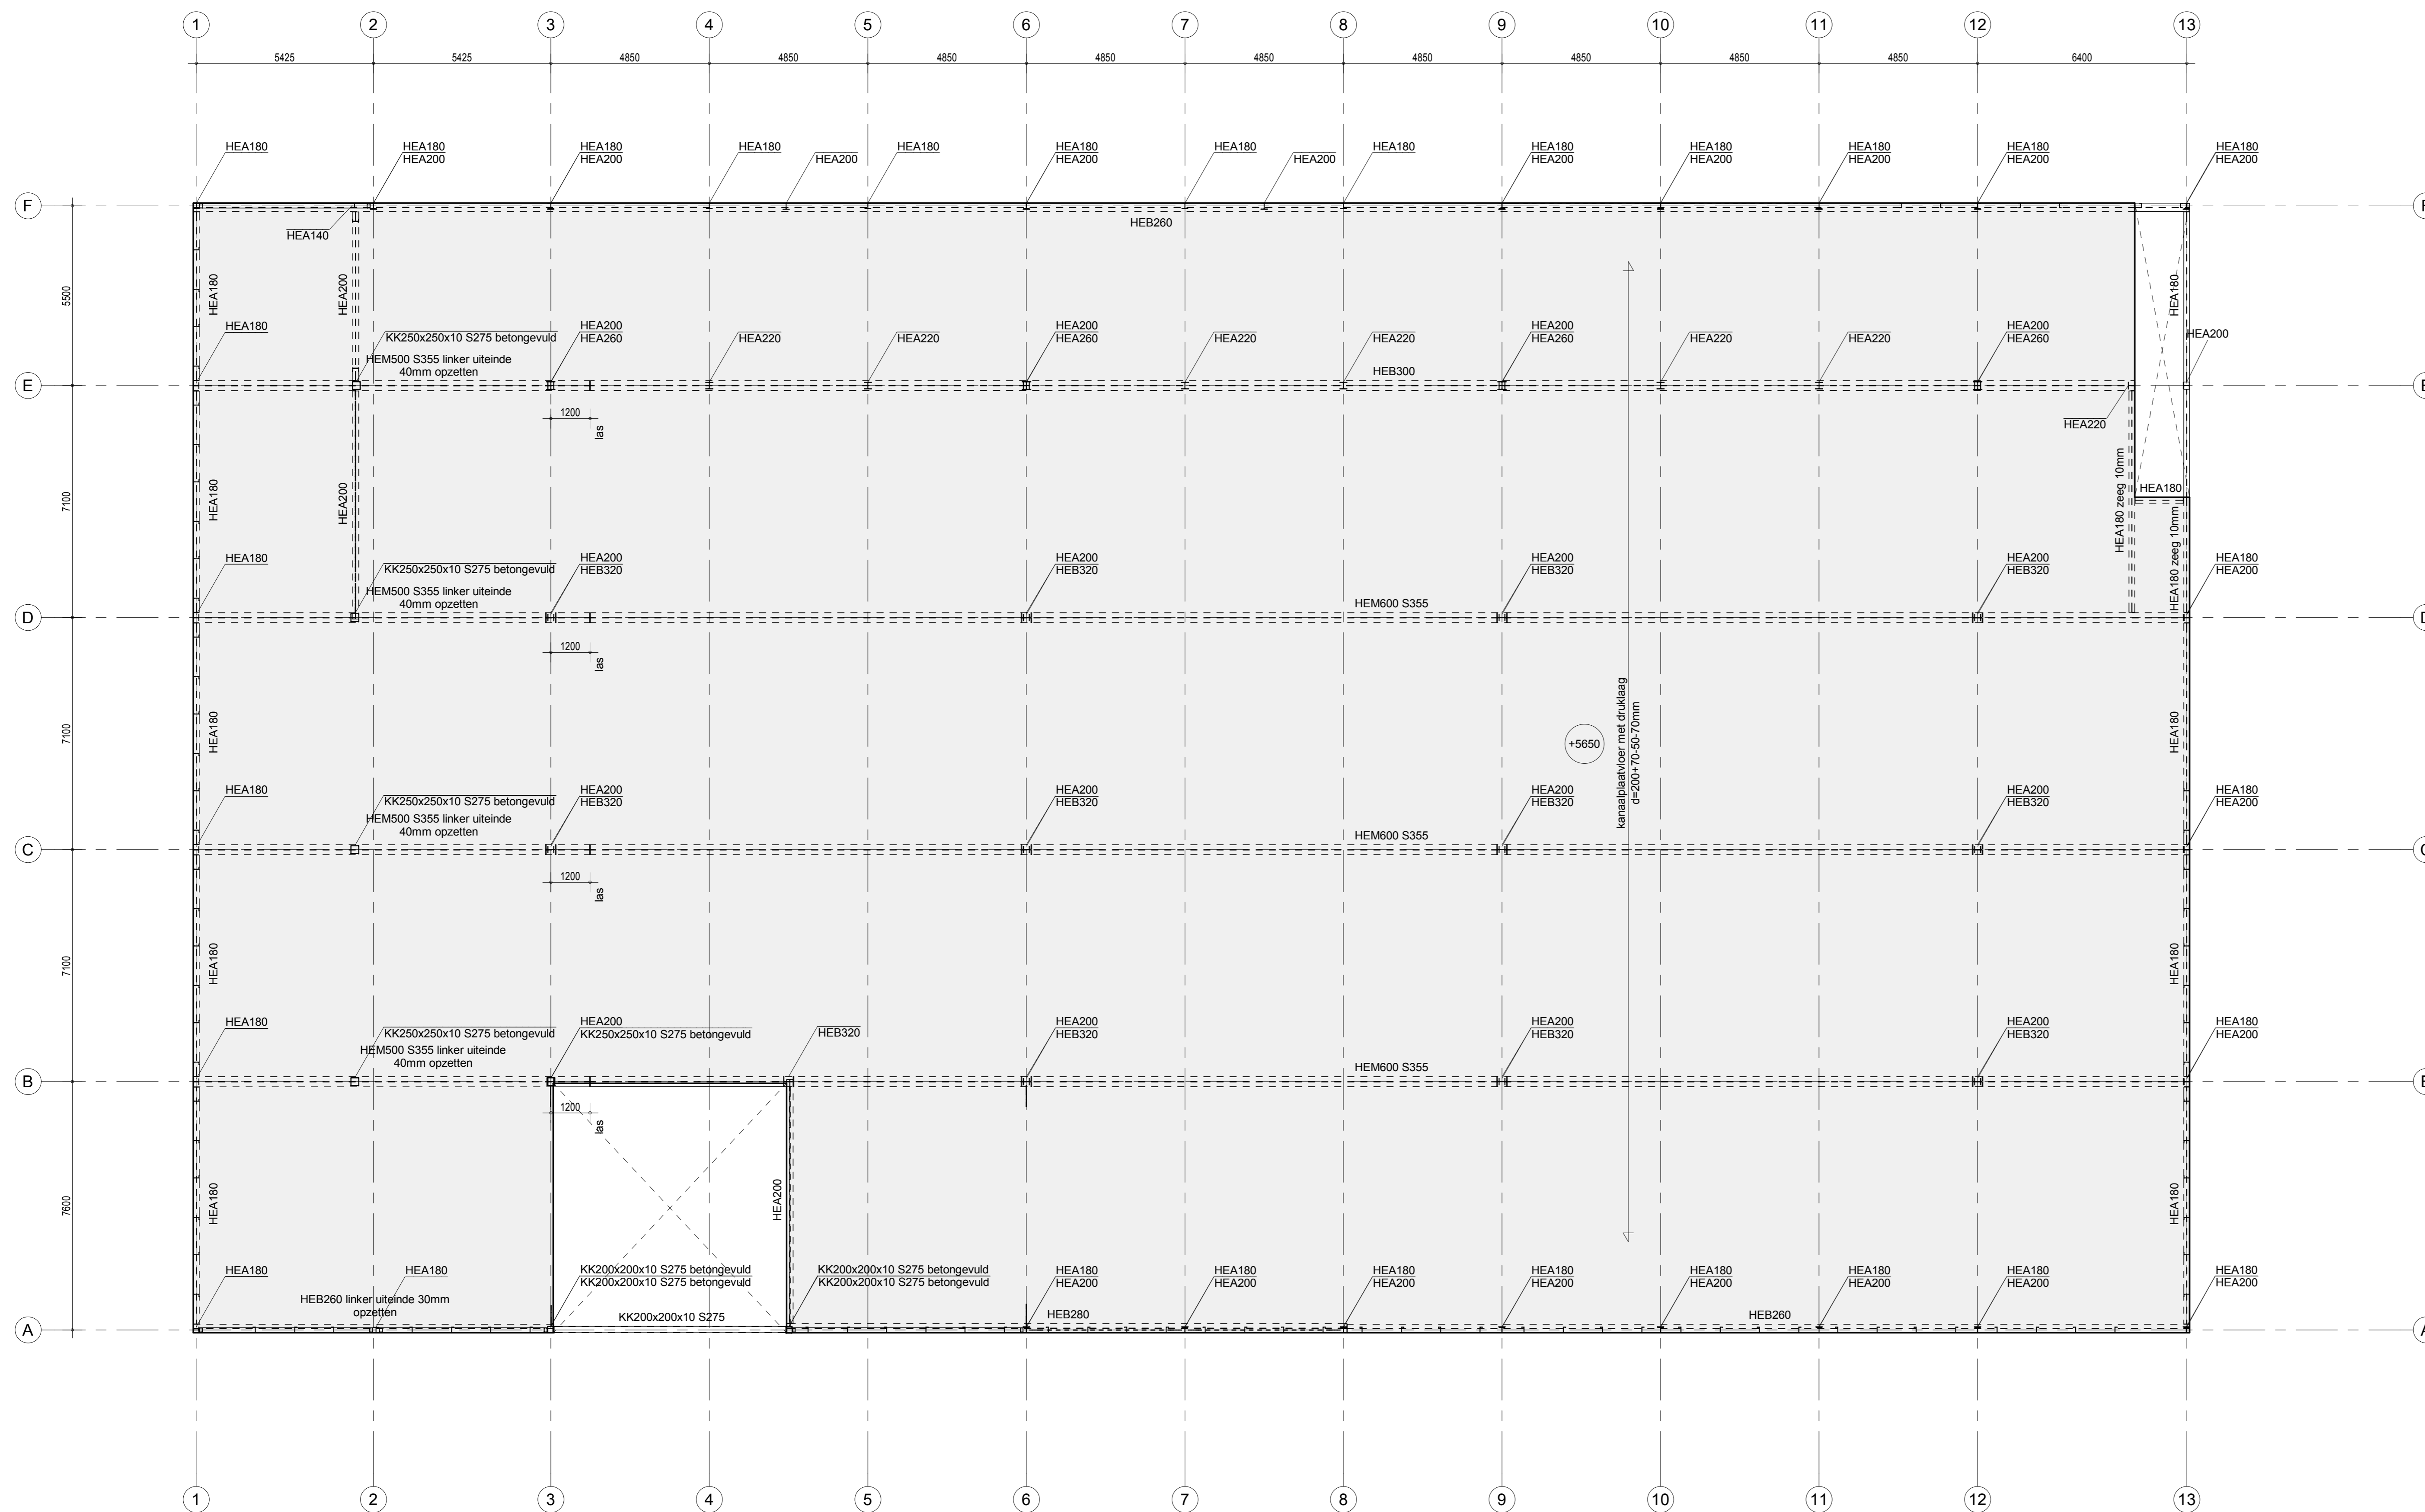 1 2 3 4 5 6 7 8 9 10 11 12 13
5425 5425 4850 4850 4850 4850 4850 4850 4850 4850 4850 6400
HEA180 HEA180 HEA180 HEA180 HEA180 HEA180 HEA180 HEA180 HEA180 HEA180 HEA180 HEA180 HEA180
HEA200 HEA200 HEA200 HEA200 HEA200 HEA200 HEA200 HEA200 HEA200 HEA200
F F
HEB260
HEA140
5500
HEA180
HEA200
HEA180
HEA180
KK250x250x10 S275 betongevuld
HEM500 S355 linker uiteinde
40mm opzetten
HEA200
HEA260
HEA220
HEA220
HEA200
HEA260
HEA220
HEA220
HEA200
HEA260
HEA220
HEA220
HEA200
HEA260
HEA200
HEB300
E E
1200
las
HEA220
7100
HEA180
HEA200
HEA180 zeeg 10mm
HEA180
HEA180 zeeg 10mm
HEA180
KK250x250x10 S275 betongevuld
HEM500 S355 linker uiteinde
40mm opzetten
HEA200
HEB320
HEA200
HEB320
HEA200
HEB320
HEA200
HEB320
HEA180
HEA200
HEM600 S355
D D
1200
las
7100
HEA180
+5650
kanaalplaatvloer met druklaag
d=200+70-50-70mm
HEA180
HEA180
KK250x250x10 S275 betongevuld
HEM500 S355 linker uiteinde
40mm opzetten
HEA200
HEB320
HEA200
HEB320
HEA200
HEB320
HEA200
HEB320
HEA180
HEA200
HEM600 S355
C C
1200
las
7100
HEA180
HEA180
HEA180
KK250x250x10 S275 betongevuld
HEM500 S355 linker uiteinde
40mm opzetten
HEA200
KK250x250x10 S275 betongevuld
HEB320
HEA200
HEB320
HEA200
HEB320
HEA200
HEB320
HEA180
HEA200
HEM600 S355
B B
1200
las
7600
HEA180
HEA200
HEA180
HEA180
HEA180
HEB260 linker uiteinde 30mm
opzetten
KK200x200x10 S275 betongevuld
KK200x200x10 S275 betongevuld
KK200x200x10 S275
KK200x200x10 S275 betongevuld
KK200x200x10 S275 betongevuld
HEA180 HEA180 HEA180 HEA180 HEA180 HEA180 HEA180 HEA180
HEA200 HEA200 HEA200 HEA200 HEA200 HEA200 HEA200 HEA200
HEB280
HEB260
A A
1 2 3 4 5 6 7 8 9 10 11 12 13